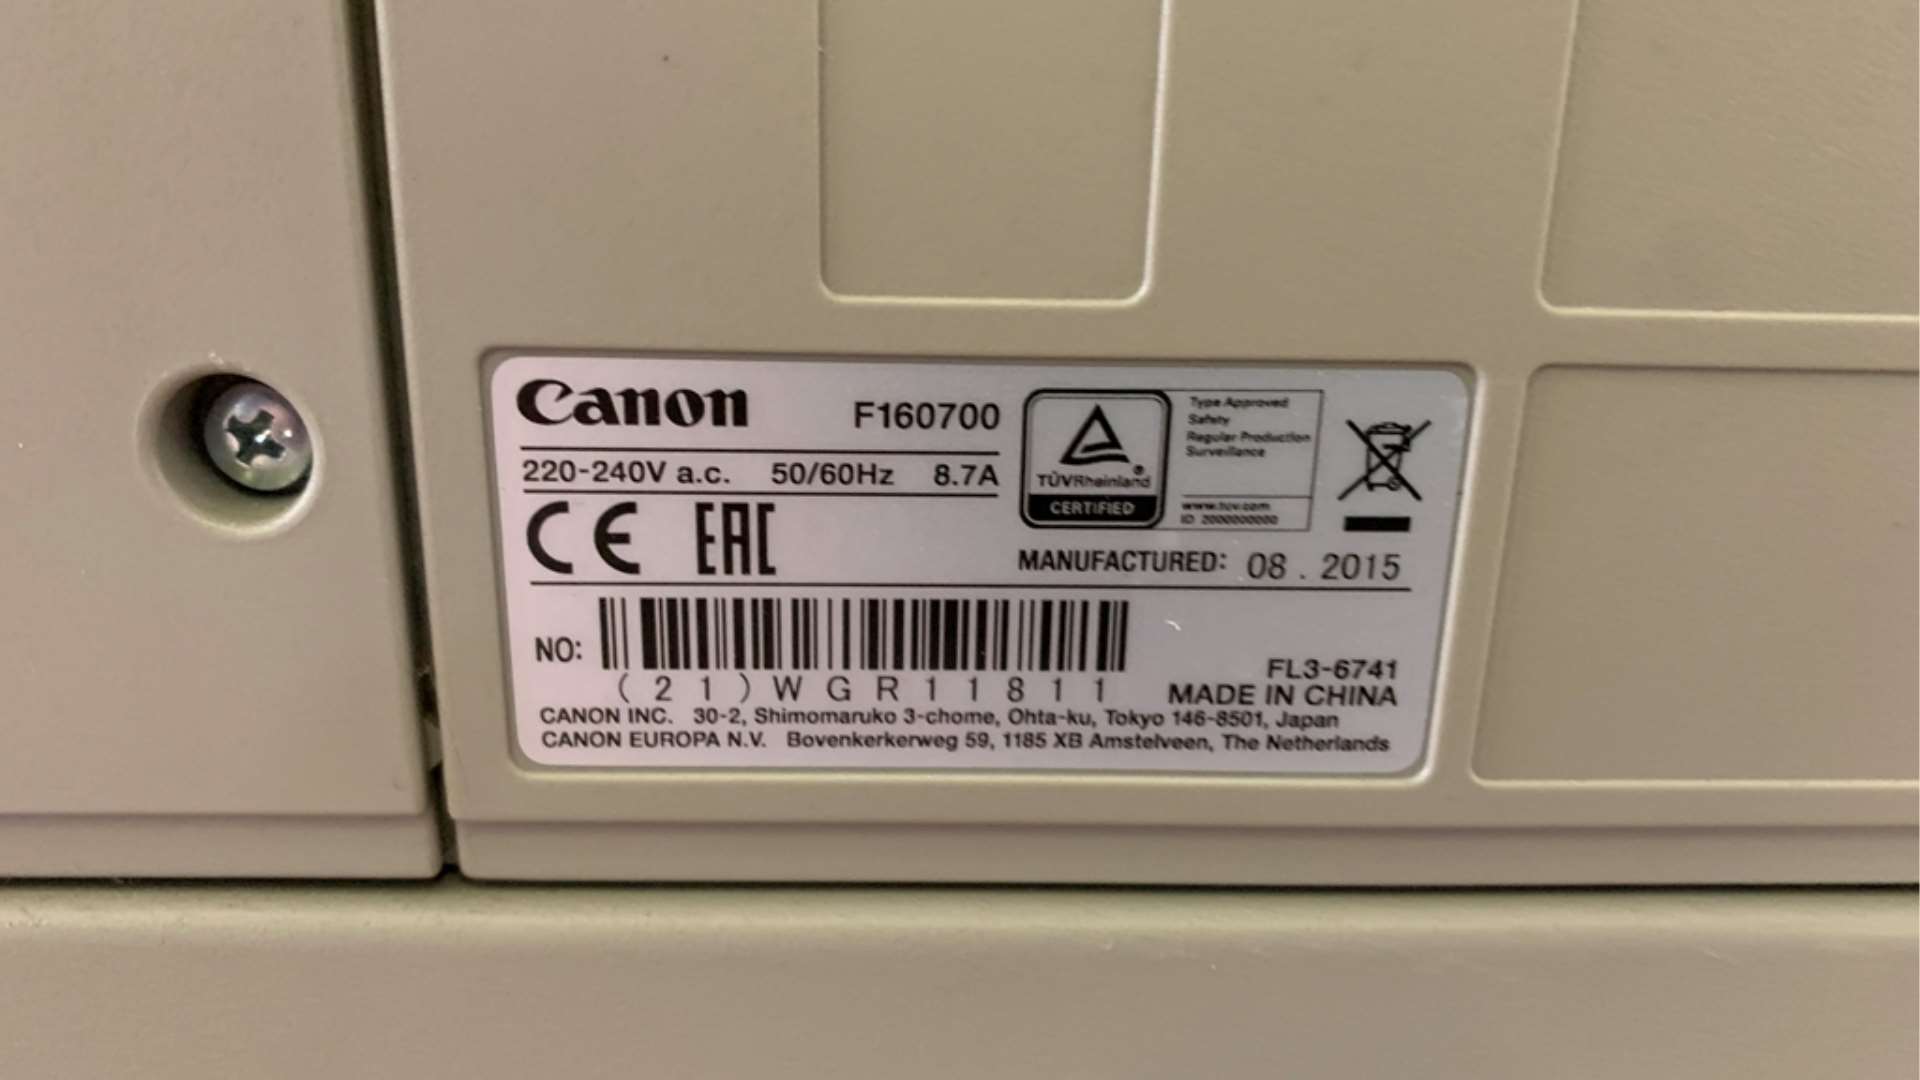 Canon F160700
220-240V a.c. 50/60Hz 8.7A
CE EAC
TÜVRheinland®
CERTIFIED
Type Approved
Safety
Regular Production
Surveillance
www.tuv.com
ID 2000000000
MANUFACTURED: 08 . 2015
NO:
(21)WGR11811
FL3-6741
MADE IN CHINA
CANON INC. 30-2, Shimomaruko 3-chome, Ohta-ku, Tokyo 146-8501, Japan
CANON EUROPA N.V. Bovenkerkerweg 59, 1185 XB Amstelveen, The Netherlands